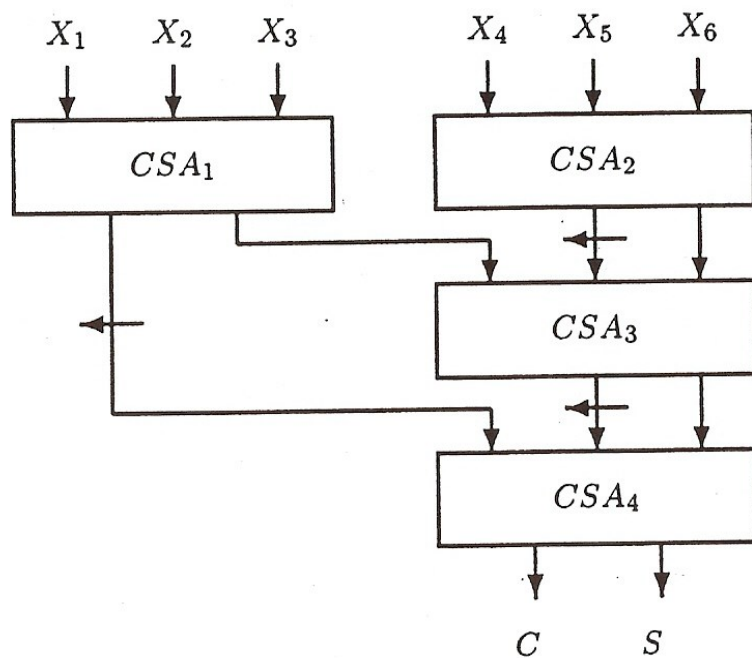 X₁ X₂ X₃ X₄ X₅ X₆
CSA₁ CSA₂
CSA₃
CSA₄
C S